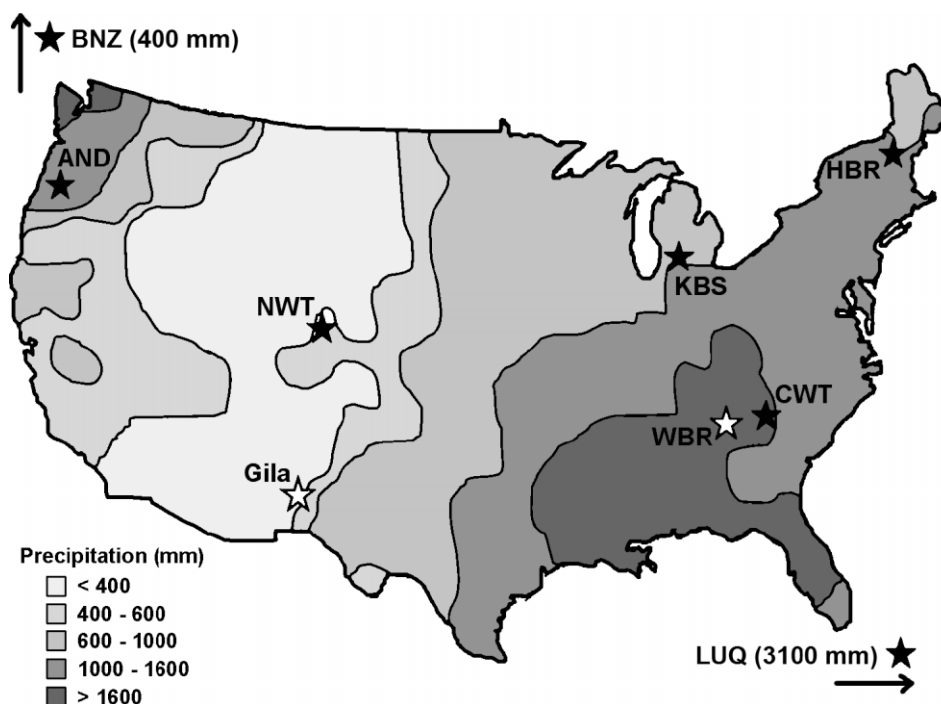 BNZ (400 mm)
AND
HBR
KBS
NWT
CWT
WBR
Gila
Precipitation (mm)
< 400
400 - 600
600 - 1000
1000 - 1600
> 1600
LUQ (3100 mm)